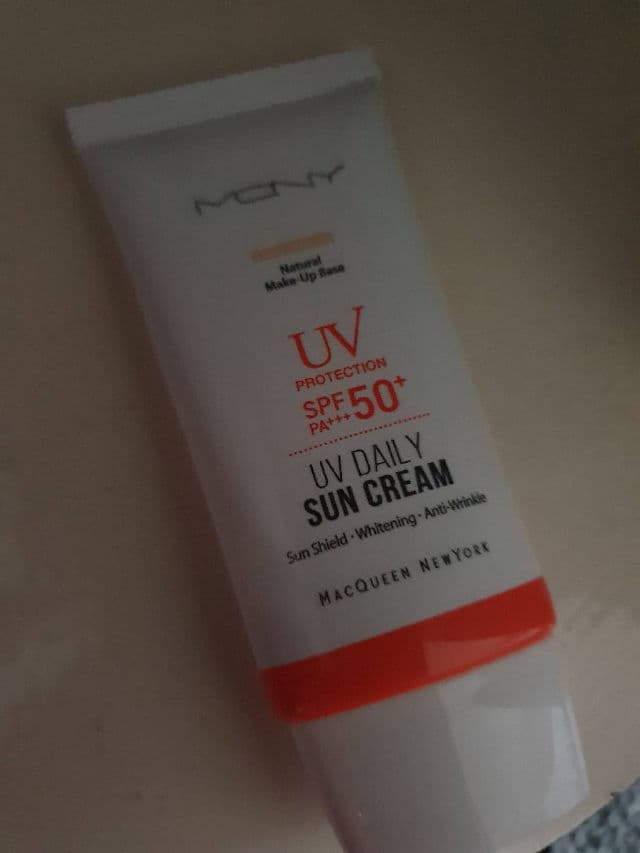 MCNY
Natural
Make-Up Base
UV
PROTECTION
SPF 50+
PA+++
UV DAILY
SUN CREAM
Sun Shield · Whitening · Anti-Wrinkle
MACQUEEN NEWYORK